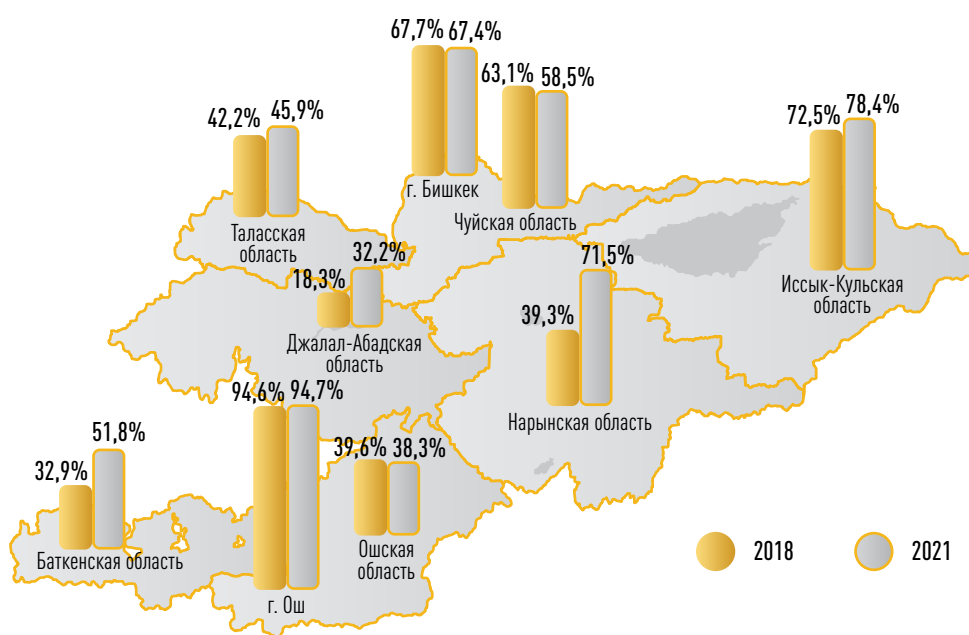 67,7% 67,4%
63,1% 58,5%
г. Бишкек
Чуйская область
42,2% 45,9%
Таласская
область
72,5% 78,4%
Иссык-Кульская
область
18,3% 32,2%
Джалал-Абадская
область
39,3% 71,5%
Нарынская область
94,6% 94,7%
г. Ош
39,6% 38,3%
Ошская
область
32,9% 51,8%
Баткенская область
2018 2021